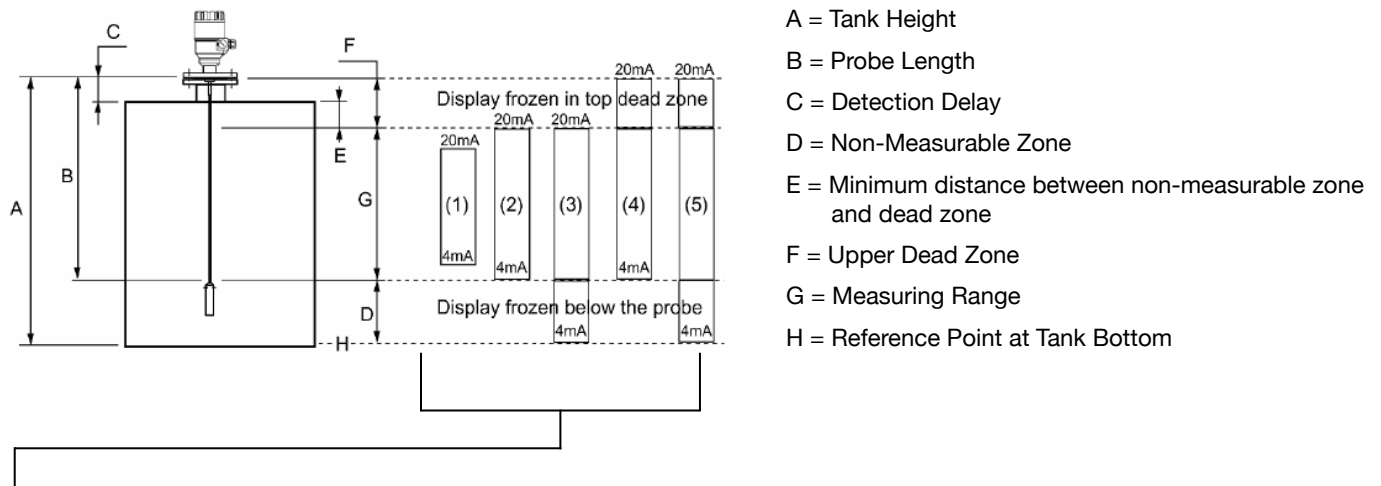 C
F
A
B
E
G
D
H
20mA 20mA
Display frozen in top dead zone
20mA 20mA
20mA
(1) (2) (3) (4) (5)
4mA
4mA 4mA
Display frozen below the probe
4mA 4mA
A = Tank Height
B = Probe Length
C = Detection Delay
D = Non-Measurable Zone
E = Minimum distance between non-measurable zone
and dead zone
F = Upper Dead Zone
G = Measuring Range
H = Reference Point at Tank Bottom